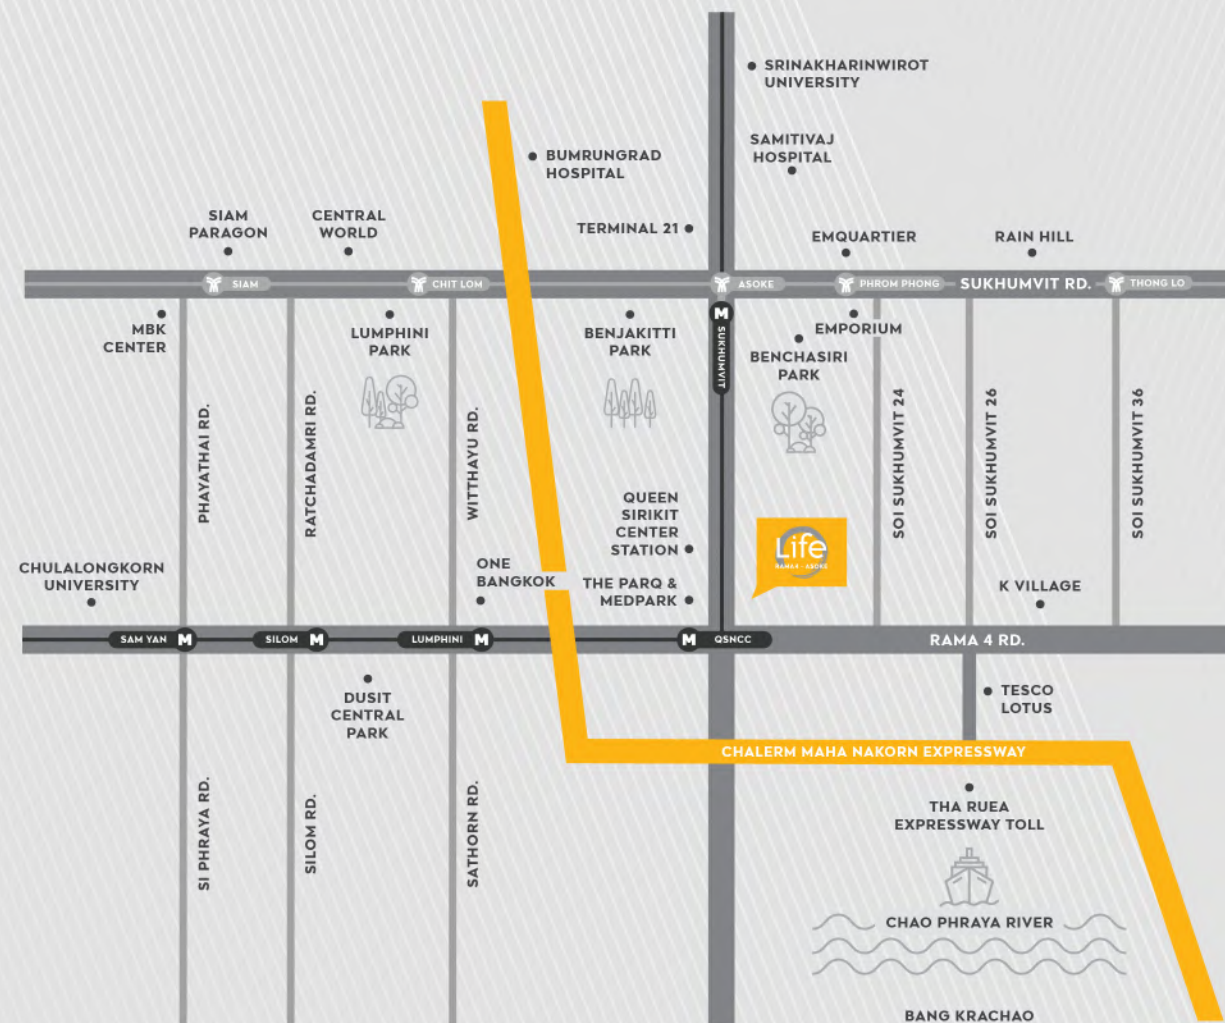 SRINAKHARINWIROT
UNIVERSITY
SAMITIVAJ
HOSPITAL
BUMRUNGRAD
HOSPITAL
SIAM
PARAGON
CENTRAL
WORLD
TERMINAL 21
EMQUARTIER
RAIN HILL
SIAM
CHIT LOM
ASOKE
PHROM PHONG
SUKHUMVIT RD.
THONG LO
MBK
CENTER
LUMPHINI
PARK
BENJAKITTI
PARK
M
SUKHUMVIT
EMPORIUM
BENCHASIRI
PARK
PHAYATHAI RD.
RATCHADAMRI RD.
WITTHAYU RD.
SOI SUKHUMVIT 24
SOI SUKHUMVIT 26
SOI SUKHUMVIT 36
QUEEN
SIRIKIT
CENTER
STATION
Life
RAMA 4 - ASOKE
CHULALONGKORN
UNIVERSITY
ONE
BANGKOK
THE PARQ &
MEDPARK
K VILLAGE
SAM YAN M
SILOM M
LUMPHINI M
M QSNCC
RAMA 4 RD.
DUSIT
CENTRAL
PARK
TESCO
LOTUS
CHALERM MAHA NAKORN EXPRESSWAY
SI PHRAYA RD.
SILOM RD.
SATHORN RD.
THA RUEA
EXPRESSWAY TOLL
CHAO PHRAYA RIVER
BANG KRACHAO